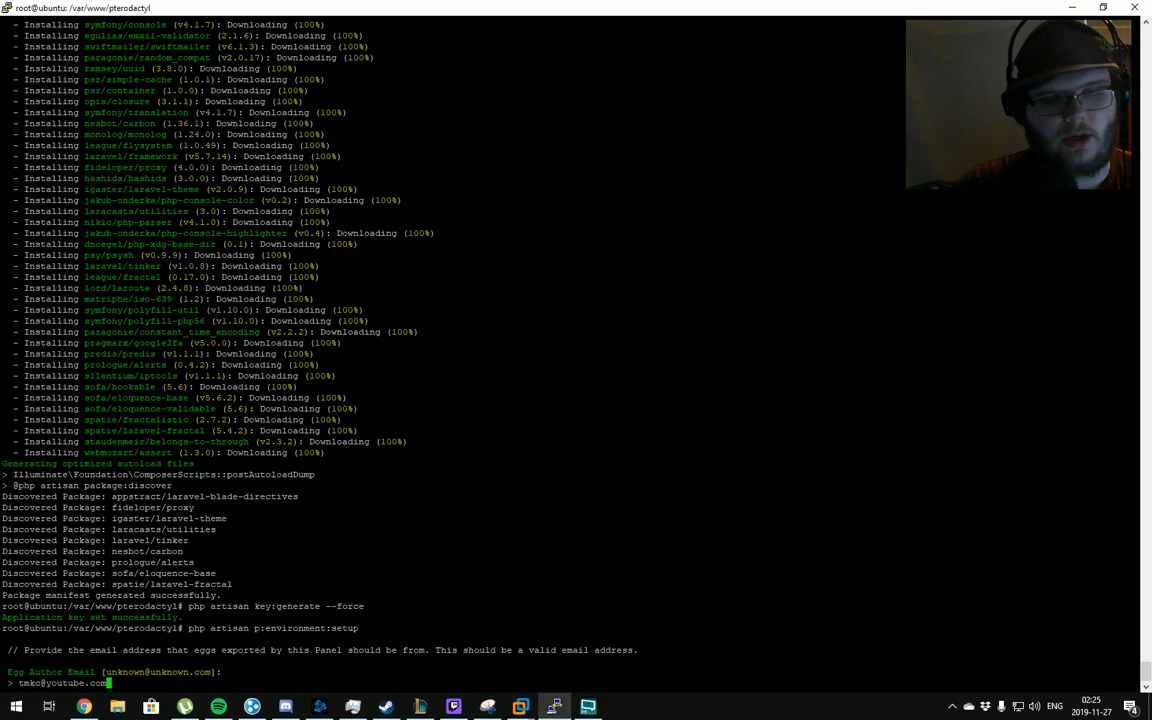 root@ubuntu: /var/www/pterodactyl
- Installing symfony/console (v4.1.7): Downloading (100%)
- Installing egulias/email-validator (2.1.6): Downloading (100%)
- Installing swiftmailer/swiftmailer (v6.1.3): Downloading (100%)
- Installing paragonie/random_compat (v2.0.17): Downloading (100%)
- Installing ramsey/uuid (3.8.0): Downloading (100%)
- Installing psr/simple-cache (1.0.1): Downloading (100%)
- Installing psr/container (1.0.0): Downloading (100%)
- Installing opis/closure (3.1.1): Downloading (100%)
- Installing symfony/translation (v4.1.7): Downloading (100%)
- Installing nesbot/carbon (1.36.1): Downloading (100%)
- Installing monolog/monolog (1.24.0): Downloading (100%)
- Installing league/flysystem (1.0.49): Downloading (100%)
- Installing laravel/framework (v5.7.14): Downloading (100%)
- Installing fideloper/proxy (4.0.0): Downloading (100%)
- Installing hashids/hashids (3.0.0): Downloading (100%)
- Installing igaster/laravel-theme (v2.0.9): Downloading (100%)
- Installing jakub-onderka/php-console-color (v0.2): Downloading (100%)
- Installing laracasts/utilities (3.0): Downloading (100%)
- Installing nikic/php-parser (v4.1.0): Downloading (100%)
- Installing jakub-onderka/php-console-highlighter (v0.4): Downloading (100%)
- Installing dnoegel/php-xdg-base-dir (0.1): Downloading (100%)
- Installing psy/psysh (v0.9.9): Downloading (100%)
- Installing laravel/tinker (v1.0.8): Downloading (100%)
- Installing league/fractal (0.17.0): Downloading (100%)
- Installing lord/laroute (2.4.8): Downloading (100%)
- Installing matriphe/iso-639 (1.2): Downloading (100%)
- Installing symfony/polyfill-util (v1.10.0): Downloading (100%)
- Installing symfony/polyfill-php56 (v1.10.0): Downloading (100%)
- Installing paragonie/constant_time_encoding (v2.2.2): Downloading (100%)
- Installing pragmarx/google2fa (v5.0.0): Downloading (100%)
- Installing predis/predis (v1.1.1): Downloading (100%)
- Installing prologue/alerts (0.4.2): Downloading (100%)
- Installing silentium/iptools (v1.1.1): Downloading (100%)
- Installing sofa/hookable (5.6): Downloading (100%)
- Installing sofa/eloquence-base (v5.6.2): Downloading (100%)
- Installing sofa/eloquence-validable (5.6): Downloading (100%)
- Installing spatie/fractalistic (2.7.2): Downloading (100%)
- Installing spatie/laravel-fractal (5.4.2): Downloading (100%)
- Installing staudenmeir/belongs-to-through (v2.3.2): Downloading (100%)
- Installing webmozart/assert (1.3.0): Downloading (100%)
Generating optimized autoload files
> Illuminate\Foundation\ComposerScripts::postAutoloadDump
> @php artisan package:discover
Discovered Package: appstract/laravel-blade-directives
Discovered Package: fideloper/proxy
Discovered Package: igaster/laravel-theme
Discovered Package: laracasts/utilities
Discovered Package: laravel/tinker
Discovered Package: nesbot/carbon
Discovered Package: prologue/alerts
Discovered Package: sofa/eloquence-base
Discovered Package: spatie/laravel-fractal
Package manifest generated successfully.
root@ubuntu:/var/www/pterodactyl# php artisan key:generate --force
Application key set successfully.
root@ubuntu:/var/www/pterodactyl# php artisan p:environment:setup
// Provide the email address that eggs exported by this Panel should be from. This should be a valid email address.
Egg Author Email [unknown@unknown.com]:
> tmkc@youtube.com
ENG
02:25
2019-11-27
4